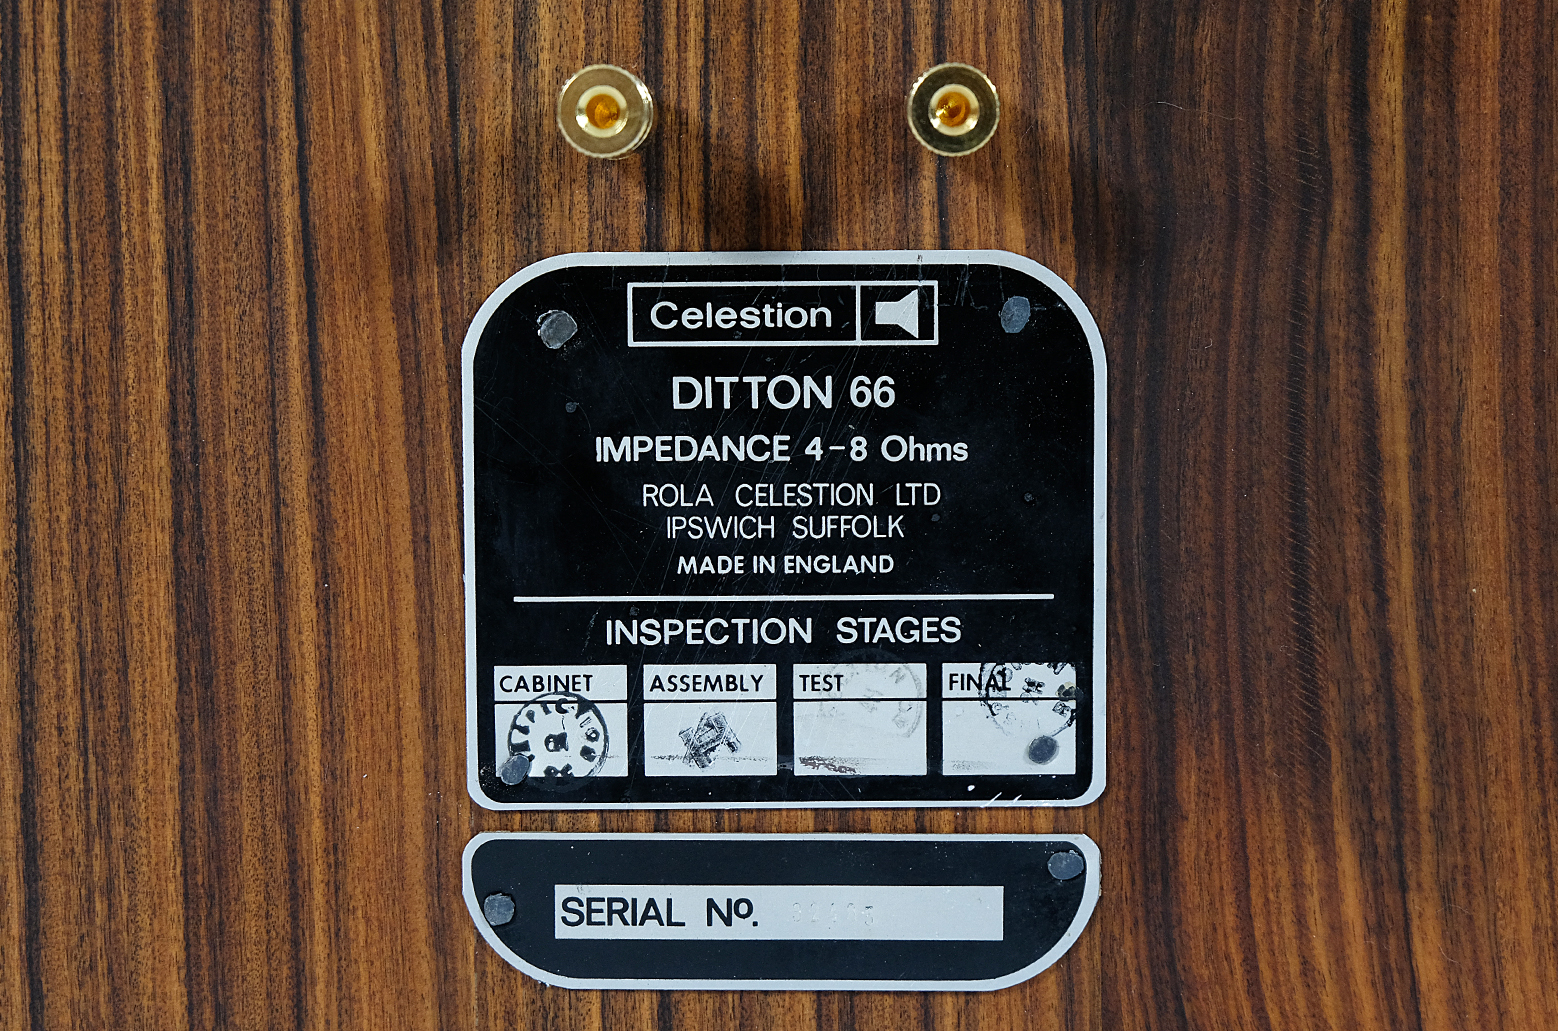 Celestion
DITTON 66
IMPEDANCE 4-8 Ohms
ROLA CELESTION LTD
IPSWICH SUFFOLK
MADE IN ENGLAND
INSPECTION STAGES
CABINET ASSEMBLY TEST FINAL
SERIAL Nº.